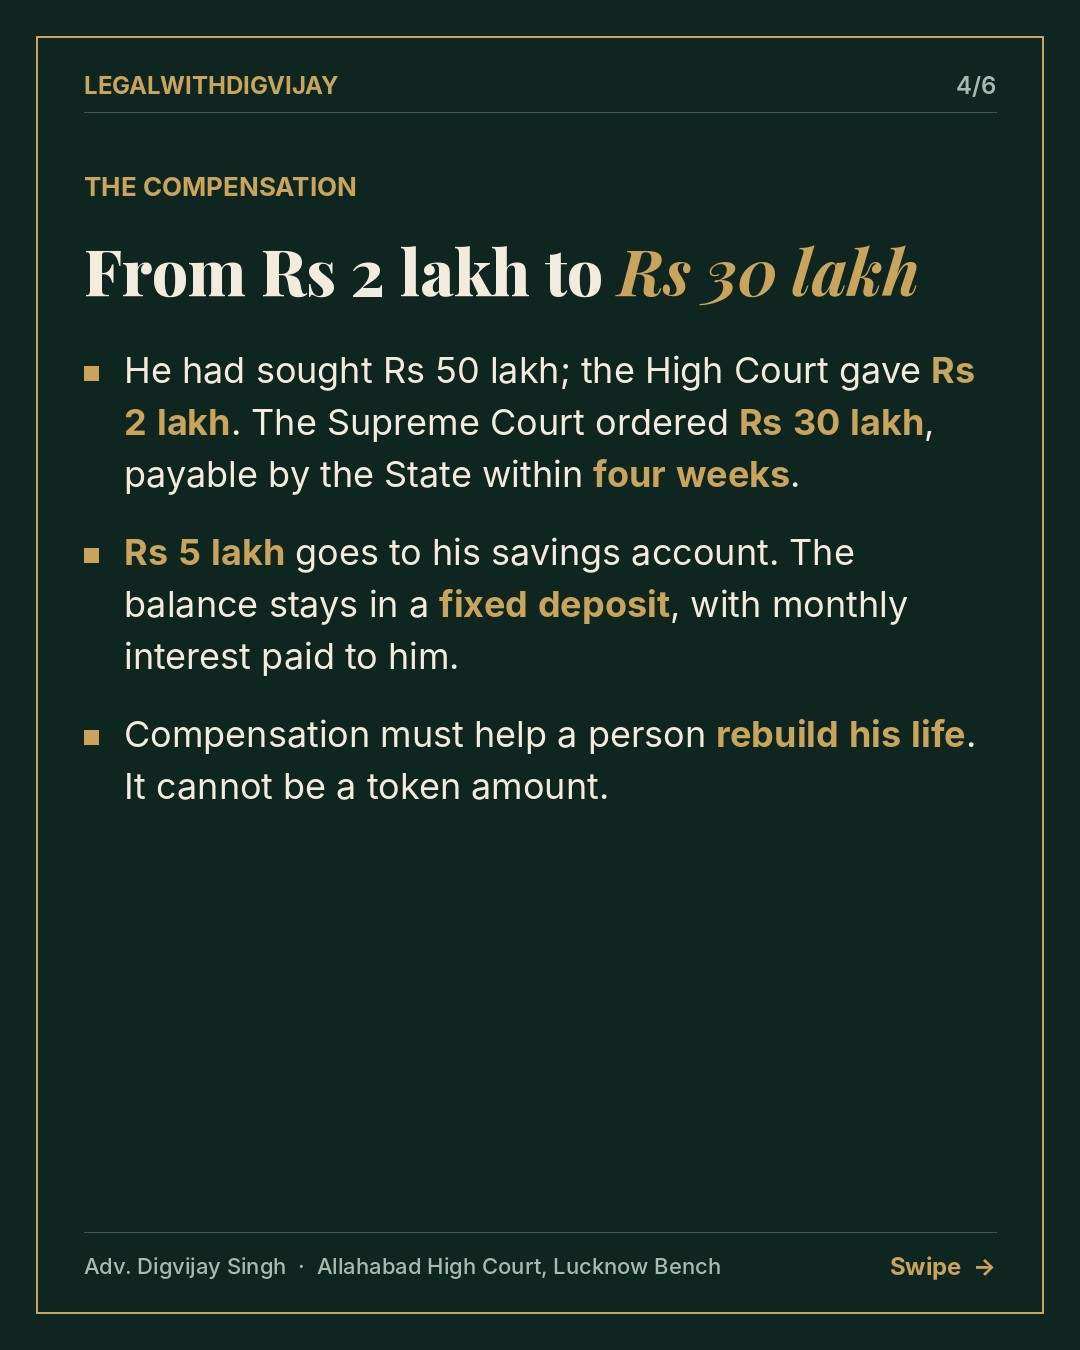 LEGALWITHDIGVIJAY
4/6
THE COMPENSATION
From Rs 2 lakh to Rs 30 lakh
He had sought Rs 50 lakh; the High Court gave Rs
2 lakh. The Supreme Court ordered Rs 30 lakh,
payable by the State within four weeks.
Rs 5 lakh goes to his savings account. The
balance stays in a fixed deposit, with monthly
interest paid to him.
Compensation must help a person rebuild his life.
It cannot be a token amount.
Adv. Digvijay Singh · Allahabad High Court, Lucknow Bench
Swipe →